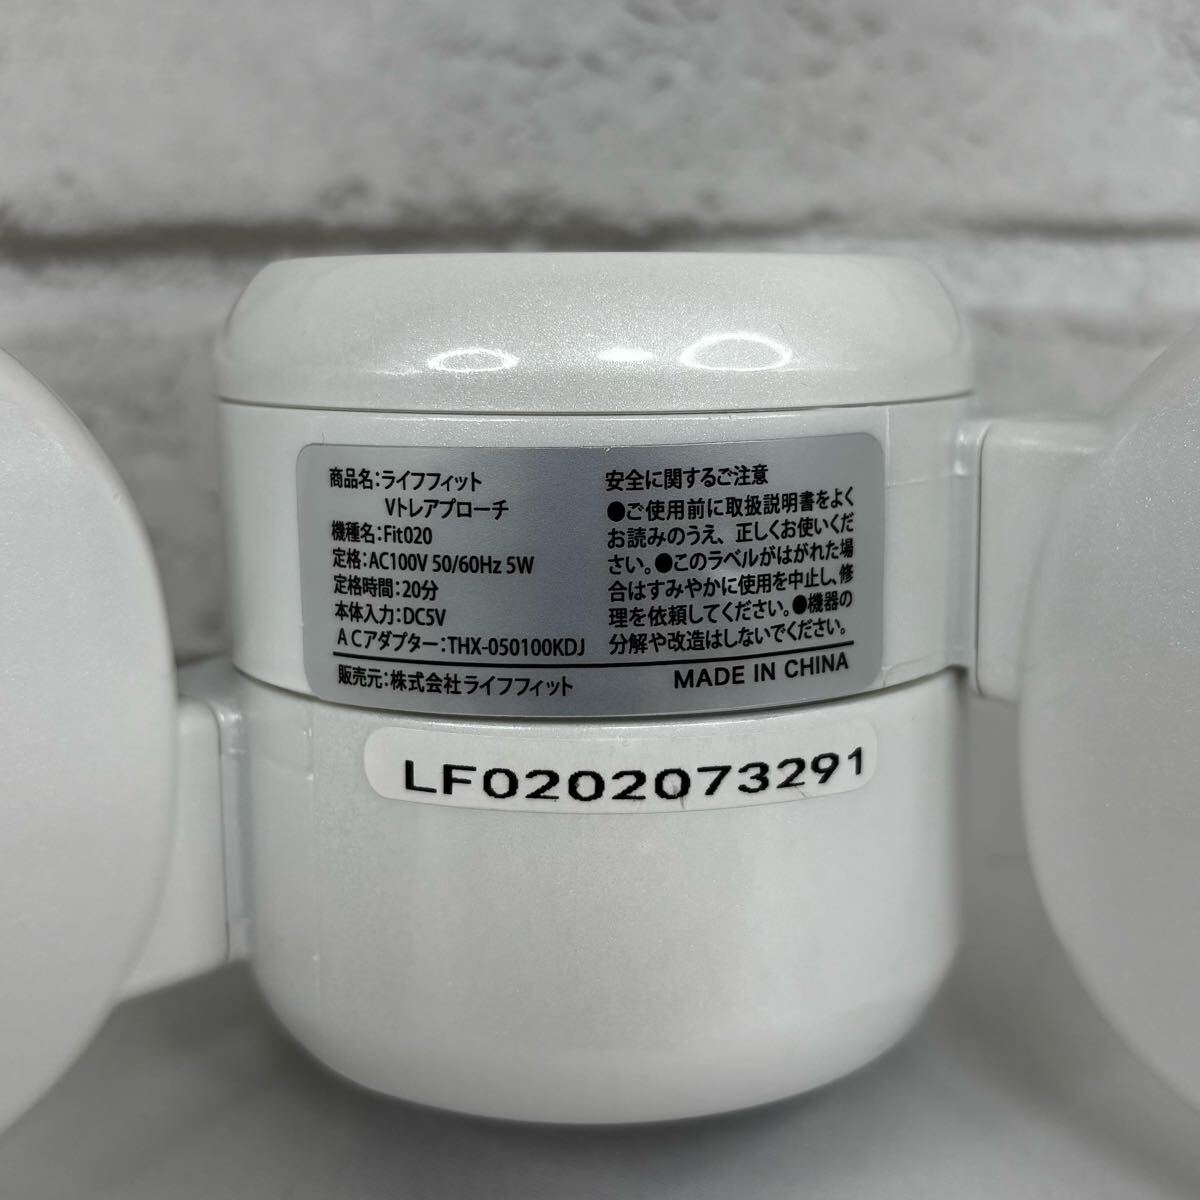 商品名:ライフフィット
Vトレアプローチ
機種名:Fit020
定格:AC100V 50/60Hz 5W
定格時間:20分
本体入力:DC5V
ACアダプター:THX-050100KDJ
安全に関するご注意
●ご使用前に取扱説明書をよく
お読みのうえ、正しくお使いくだ
さい。●このラベルがはがれた場
合はすみやかに使用を中止し、修
理を依頼してください。●機器の
分解や改造はしないでください。
販売元:株式会社ライフフィット
MADE IN CHINA
LF0202073291